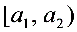 ⌊a₁, a₂)